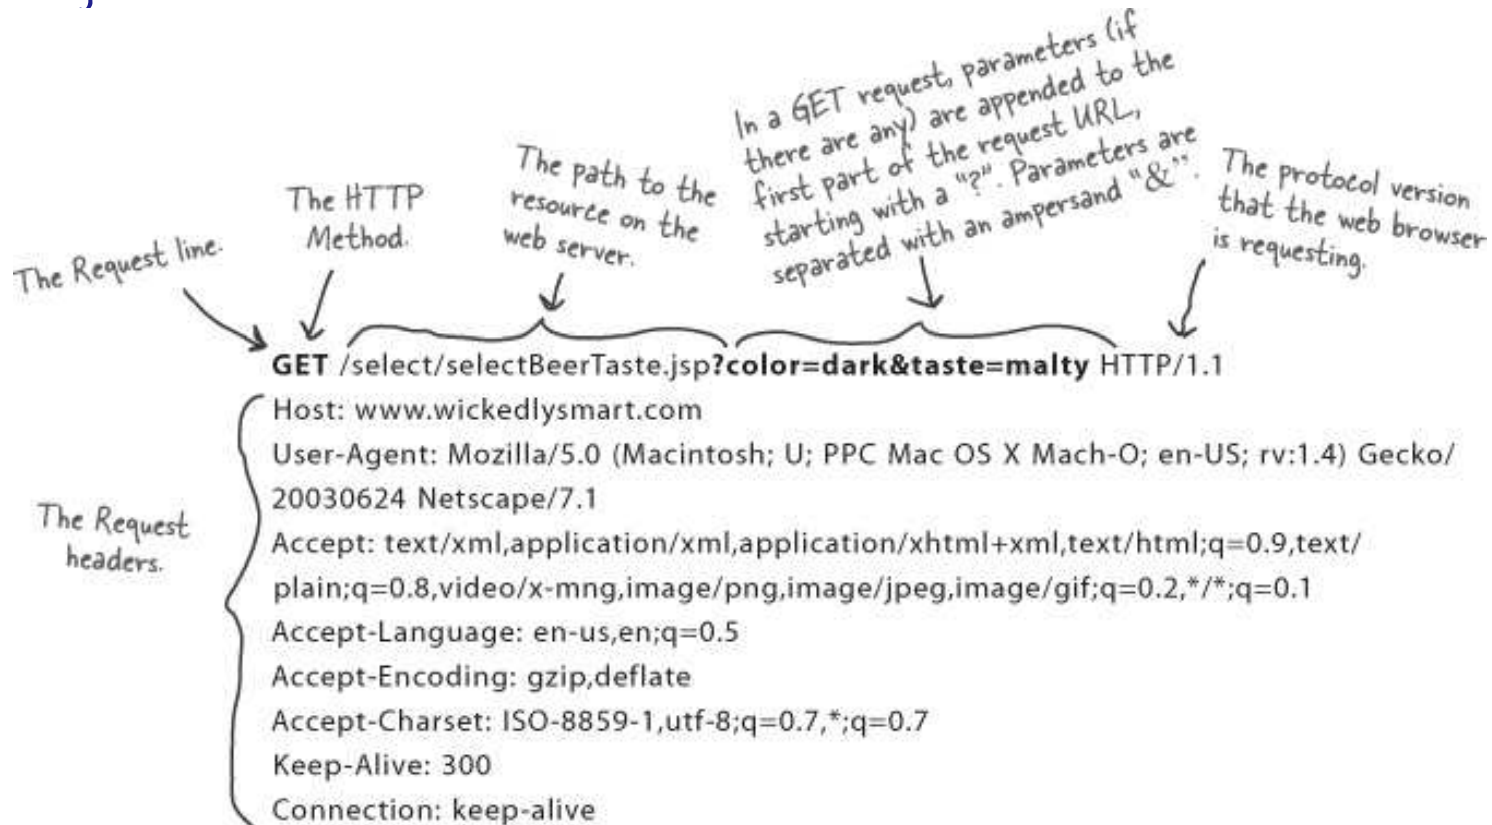 The Request line.
The HTTP
Method.
The path to the
resource on the
web server.
In a GET request, parameters (if
there are any) are appended to the
first part of the request URL,
starting with a "?". Parameters are
separated with an ampersand "&".
The protocol version
that the web browser
is requesting.
GET /select/selectBeerTaste.jsp?color=dark&taste=malty HTTP/1.1
Host: www.wickedlysmart.com
User-Agent: Mozilla/5.0 (Macintosh; U; PPC Mac OS X Mach-O; en-US; rv:1.4) Gecko/
20030624 Netscape/7.1
The Request
headers.
Accept: text/xml,application/xml,application/xhtml+xml,text/html;q=0.9,text/
plain;q=0.8,video/x-mng,image/png,image/jpeg,image/gif;q=0.2,*/*;q=0.1
Accept-Language: en-us,en;q=0.5
Accept-Encoding: gzip,deflate
Accept-Charset: ISO-8859-1,utf-8;q=0.7,*;q=0.7
Keep-Alive: 300
Connection: keep-alive